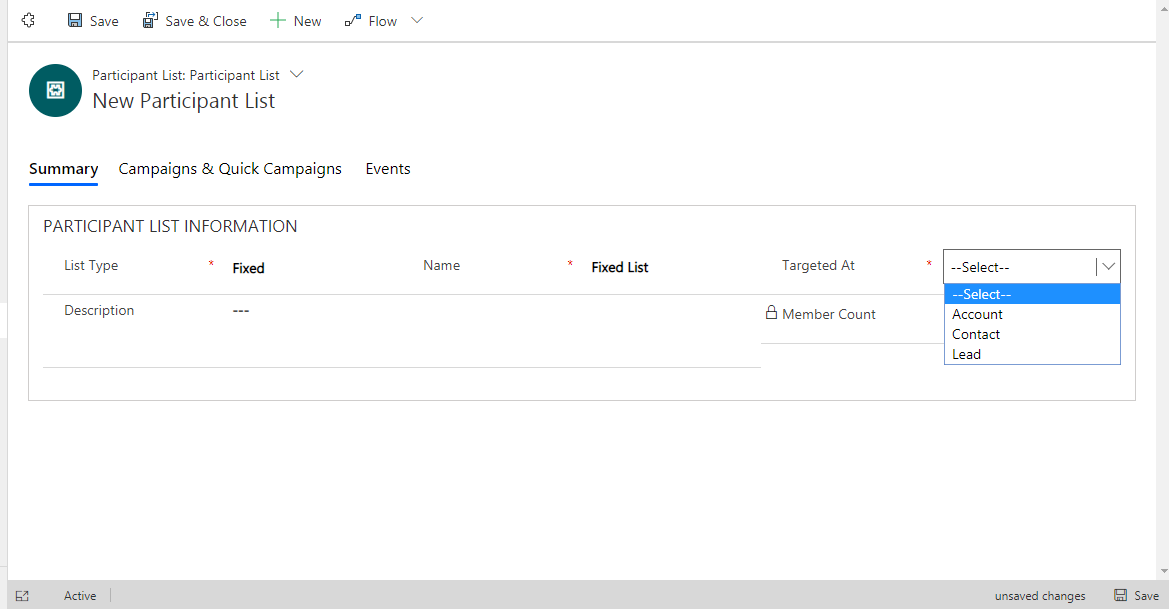 Save Save & Close New Flow
Participant List: Participant List
New Participant List
Summary Campaigns & Quick Campaigns Events
PARTICIPANT LIST INFORMATION
List Type * Fixed Name * Fixed List Targeted At * --Select--
--Select--
Description --- Member Count Account
Contact
Lead
Active unsaved changes Save